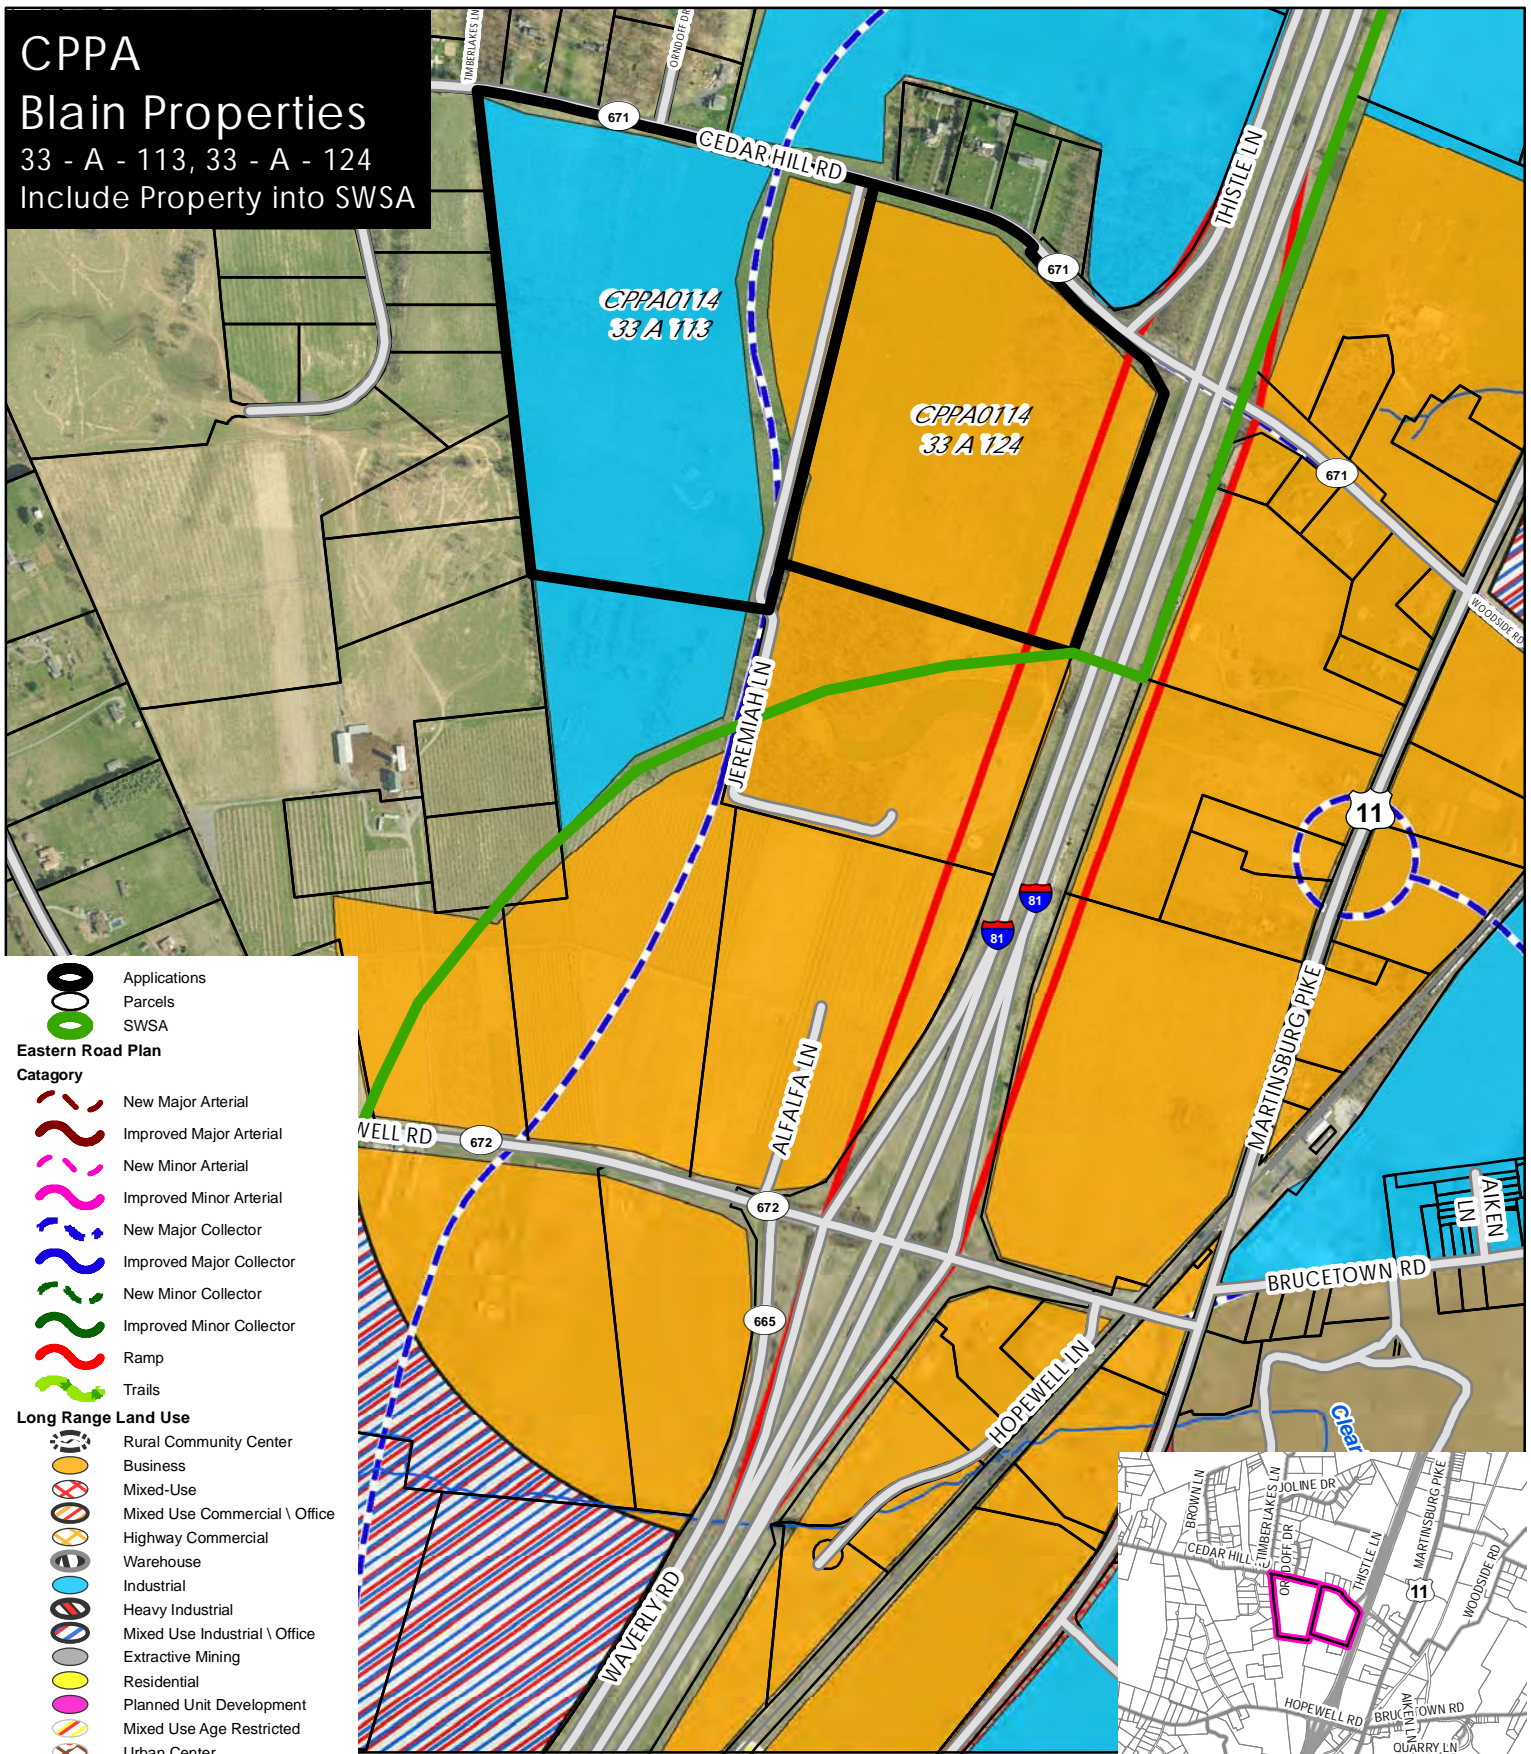 CPPA
Blain Properties
33 - A - 113, 33 - A - 124
Include Property into SWSA
TIMBERLAKES LN
ORNDOFF DR
671
CEDAR HILL RD
THISTLE LN
671
CPPA0114
33 A 113
CPPA0114
33 A 124
671
WOODSIDE RD
JEREMIAH LN
11
81
81
MARTINSBURG PIKE
ALFALFA LN
WELL RD
672
672
AIKEN LN
BRUCETOWN RD
665
HOPEWELL LN
Clear
WAVERLY RD
Applications
Parcels
SWSA
Eastern Road Plan
Catagory
New Major Arterial
Improved Major Arterial
New Minor Arterial
Improved Minor Arterial
New Major Collector
Improved Major Collector
New Minor Collector
Improved Minor Collector
Ramp
Trails
Long Range Land Use
Rural Community Center
Business
Mixed-Use
Mixed Use Commercial \ Office
Highway Commercial
Warehouse
Industrial
Heavy Industrial
Mixed Use Industrial \ Office
Extractive Mining
Residential
Planned Unit Development
Mixed Use Age Restricted
Urban Center
BROWN LN
TIMBERLAKES LN
JOLINE DR
MARTINSBURG PIKE
CEDAR HILL
THISTLE LN
11
WOODSIDE RD
HOPEWELL RD
AIKEN LN
BRUCETOWN RD
QUARRY LN